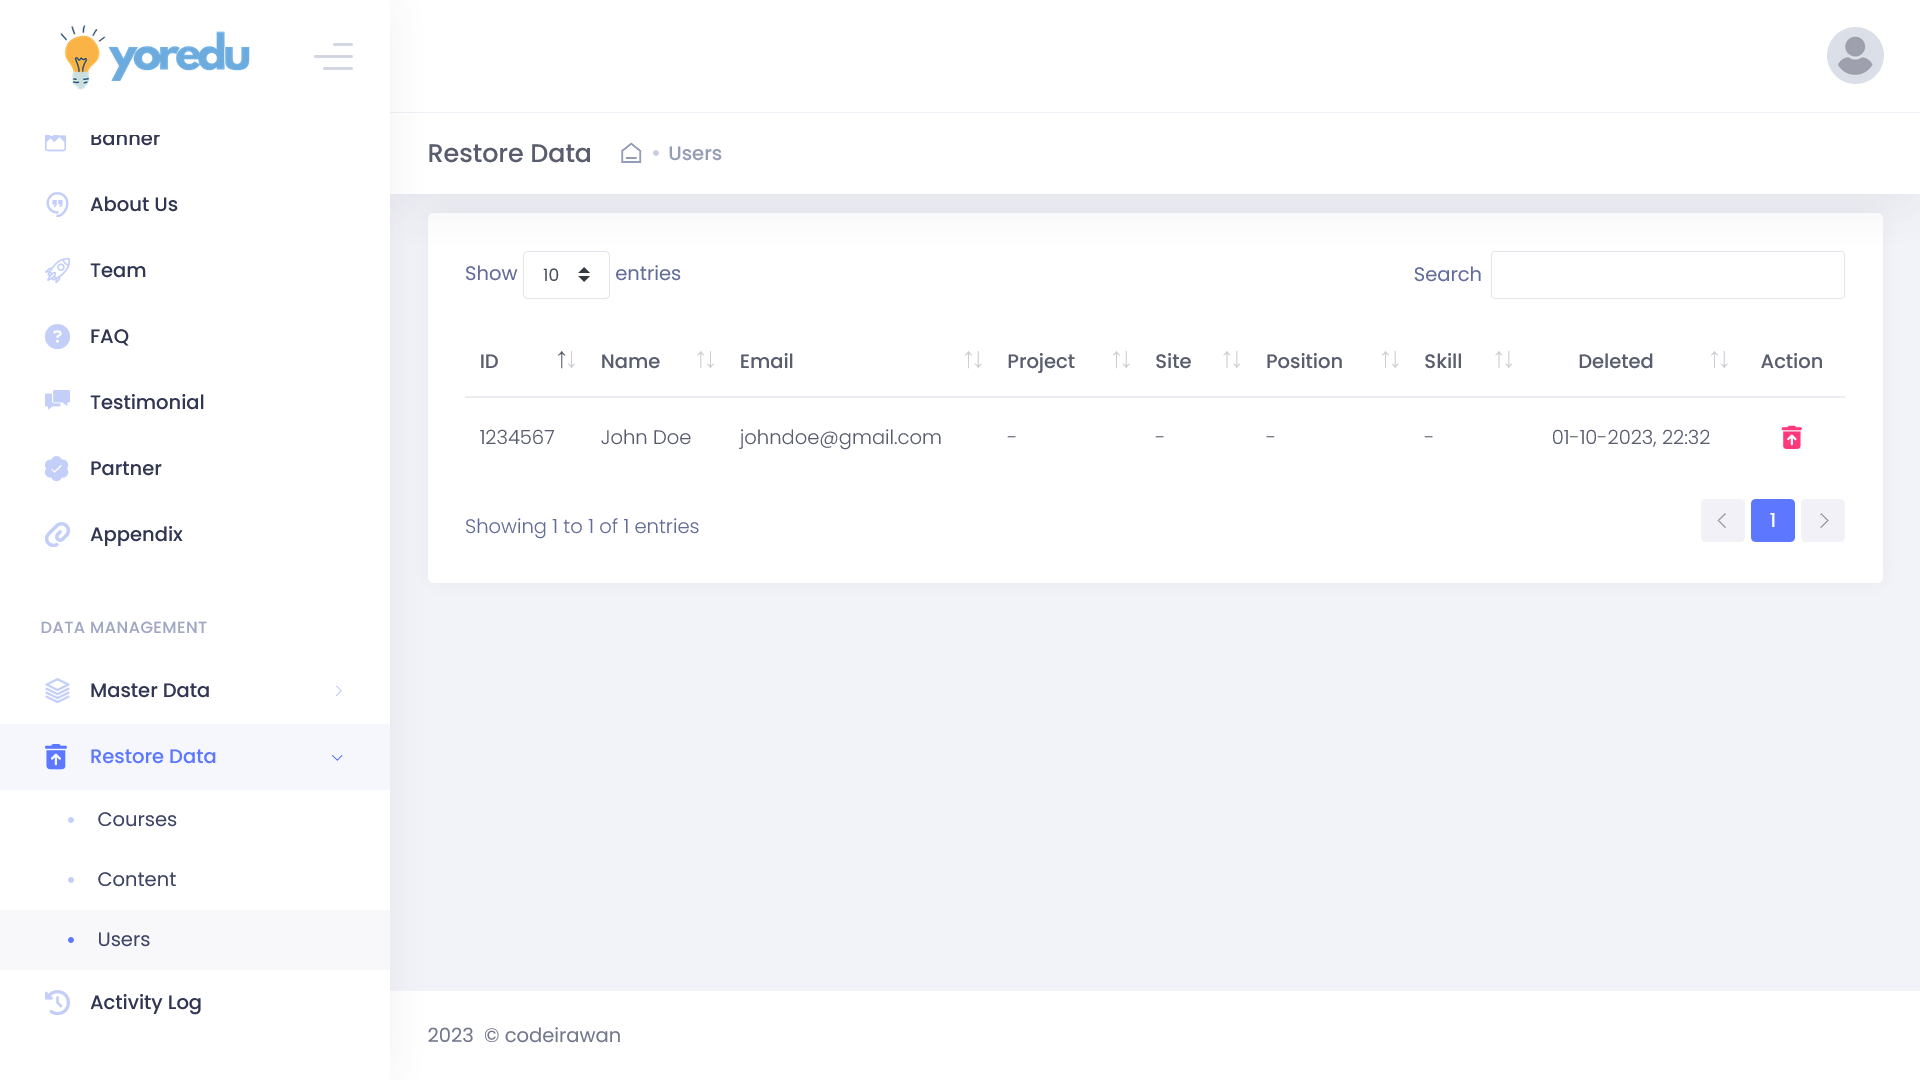 yoredu
Banner
About Us
Team
FAQ
Testimonial
Partner
Appendix
DATA MANAGEMENT
Master Data
Restore Data
Courses
Content
Users
Activity Log
Restore Data • Users
Show 10 entries
Search
ID Name Email Project Site Position Skill Deleted Action
1234567 John Doe johndoe@gmail.com - - - - 01-10-2023, 22:32
Showing 1 to 1 of 1 entries
1
2023 © codeirawan